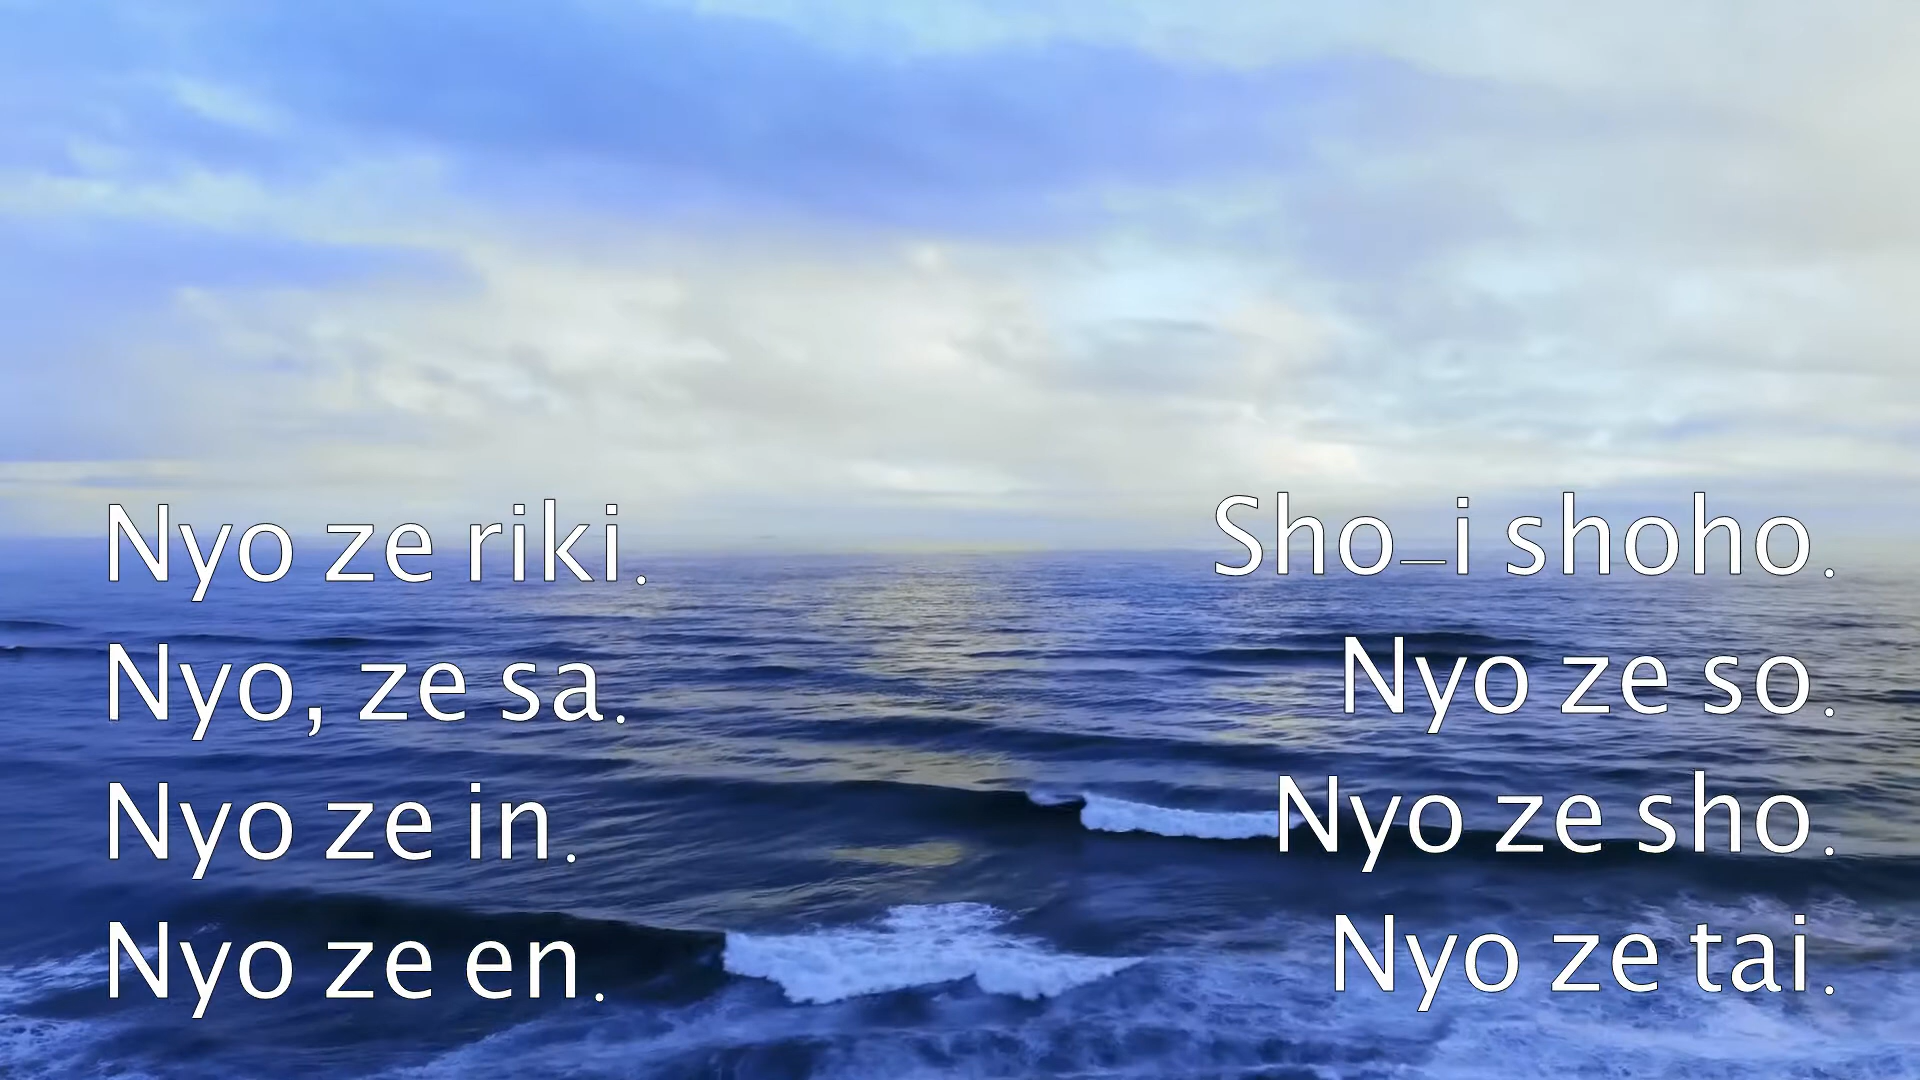 Nyo ze riki.
Nyo, ze sa.
Nyo ze in.
Nyo ze en.
Sho_i shoho.
Nyo ze so.
Nyo ze sho.
Nyo ze tai.